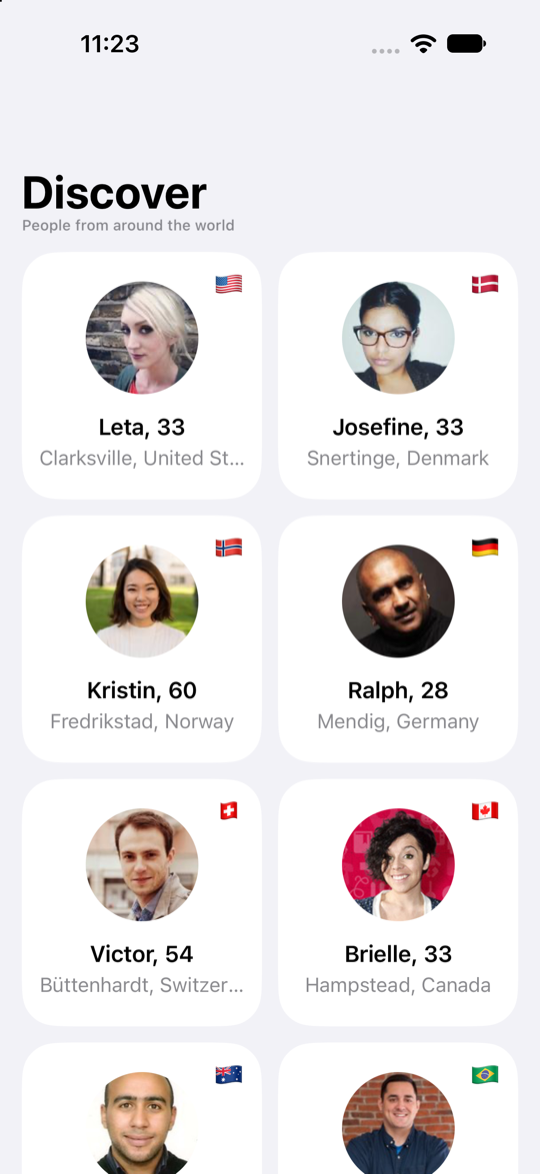 11:23
Discover
People from around the world
Leta, 33
Clarksville, United St...
Josefine, 33
Snertinge, Denmark
Kristin, 60
Fredrikstad, Norway
Ralph, 28
Mendig, Germany
Victor, 54
Büttenhardt, Switzer...
Brielle, 33
Hampstead, Canada